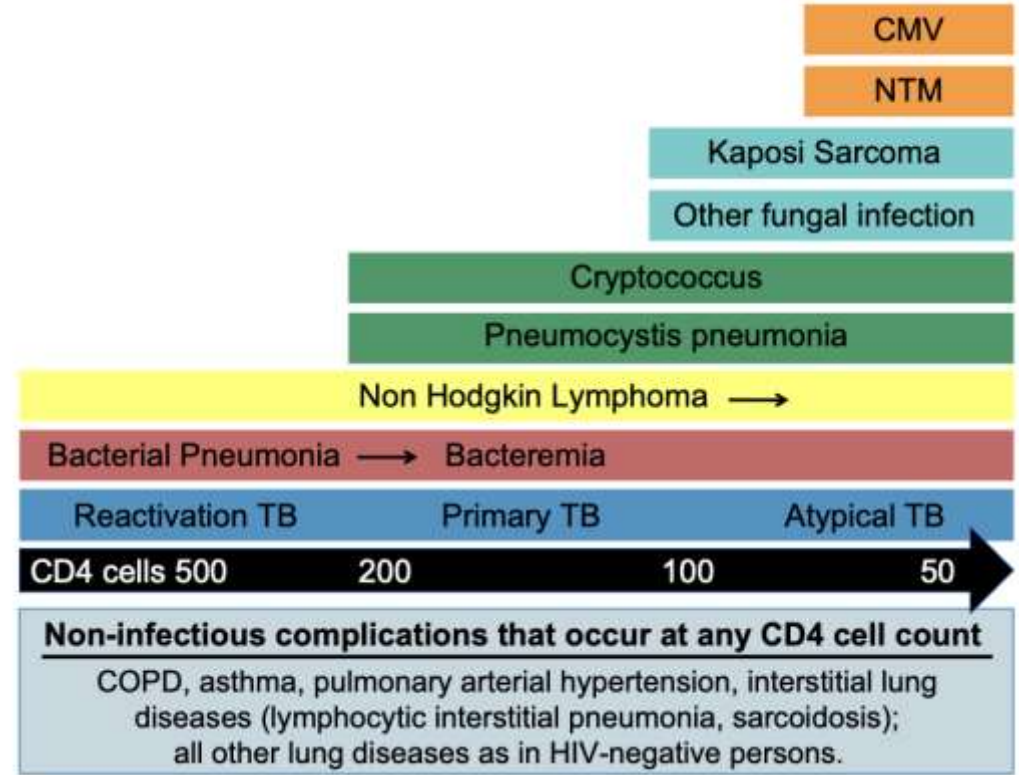 CMV
NTM
Kaposi Sarcoma
Other fungal infection
Cryptococcus
Pneumocystis pneumonia
Non Hodgkin Lymphoma →
Bacterial Pneumonia → Bacteremia
Reactivation TB Primary TB Atypical TB
CD4 cells 500 200 100 50
Non-infectious complications that occur at any CD4 cell count
COPD, asthma, pulmonary arterial hypertension, interstitial lung
diseases (lymphocytic interstitial pneumonia, sarcoidosis);
all other lung diseases as in HIV-negative persons.